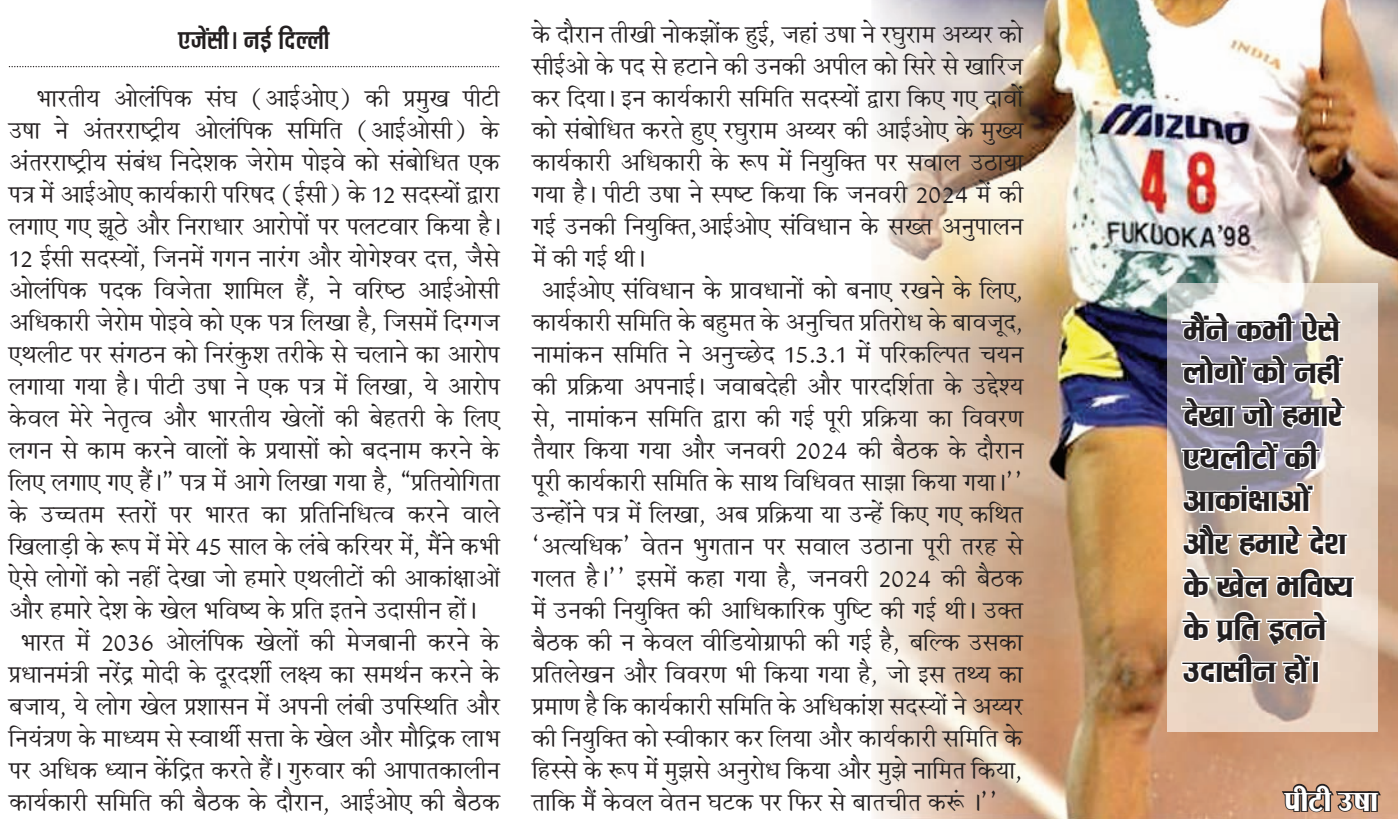 एजेंसी। नई दिल्ली
भारतीय ओलंपिक संघ (आईओए) की प्रमुख पीटी
उषा ने अंतरराष्ट्रीय ओलंपिक समिति (आईओसी) के
अंतरराष्ट्रीय संबंध निदेशक जेरोम पोइवे को संबोधित एक
पत्र में आईओए कार्यकारी परिषद (ईसी) के 12 सदस्यों द्वारा
लगाए गए झूठे और निराधार आरोपों पर पलटवार किया है।
12 ईसी सदस्यों, जिनमें गगन नारंग और योगेश्वर दत्त, जैसे
ओलंपिक पदक विजेता शामिल हैं, ने वरिष्ठ आईओसी
अधिकारी जेरोम पोइवे को एक पत्र लिखा है, जिसमें दिग्गज
एथलीट पर संगठन को निरंकुश तरीके से चलाने का आरोप
लगाया गया है। पीटी उषा ने एक पत्र में लिखा, ये आरोप
केवल मेरे नेतृत्व और भारतीय खेलों की बेहतरी के लिए
लगन से काम करने वालों के प्रयासों को बदनाम करने के
लिए लगाए गए हैं।” पत्र में आगे लिखा गया है, “प्रतियोगिता
के उच्चतम स्तरों पर भारत का प्रतिनिधित्व करने वाले
खिलाड़ी के रूप में मेरे 45 साल के लंबे करियर में, मैंने कभी
ऐसे लोगों को नहीं देखा जो हमारे एथलीटों की आकांक्षाओं
और हमारे देश के खेल भविष्य के प्रति इतने उदासीन हों।
भारत में 2036 ओलंपिक खेलों की मेजबानी करने के
प्रधानमंत्री नरेंद्र मोदी के दूरदर्शी लक्ष्य का समर्थन करने के
बजाय, ये लोग खेल प्रशासन में अपनी लंबी उपस्थिति और
नियंत्रण के माध्यम से स्वार्थी सत्ता के खेल और मौद्रिक लाभ
पर अधिक ध्यान केंद्रित करते हैं। गुरुवार की आपातकालीन
कार्यकारी समिति की बैठक के दौरान, आईओए की बैठक
के दौरान तीखी नोकझोंक हुई, जहां उषा ने रघुराम अय्यर को
सीईओ के पद से हटाने की उनकी अपील को सिरे से खारिज
कर दिया। इन कार्यकारी समिति सदस्यों द्वारा किए गए दावों
को संबोधित करते हुए रघुराम अय्यर की आईओए के मुख्य
कार्यकारी अधिकारी के रूप में नियुक्ति पर सवाल उठाया
गया है। पीटी उषा ने स्पष्ट किया कि जनवरी 2024 में की
गई उनकी नियुक्ति,आईओए संविधान के सख्त अनुपालन
में की गई थी।
आईओए संविधान के प्रावधानों को बनाए रखने के लिए,
कार्यकारी समिति के बहुमत के अनुचित प्रतिरोध के बावजूद,
नामांकन समिति ने अनुच्छेद 15.3.1 में परिकल्पित चयन
की प्रक्रिया अपनाई। जवाबदेही और पारदर्शिता के उद्देश्य
से, नामांकन समिति द्वारा की गई पूरी प्रक्रिया का विवरण
तैयार किया गया और जनवरी 2024 की बैठक के दौरान
पूरी कार्यकारी समिति के साथ विधिवत साझा किया गया।’’
उन्होंने पत्र में लिखा, अब प्रक्रिया या उन्हें किए गए कथित
‘अत्यधिक’ वेतन भुगतान पर सवाल उठाना पूरी तरह से
गलत है।’’ इसमें कहा गया है, जनवरी 2024 की बैठक
में उनकी नियुक्ति की आधिकारिक पुष्टि की गई थी। उक्त
बैठक की न केवल वीडियोग्राफी की गई है, बल्कि उसका
प्रतिलेखन और विवरण भी किया गया है, जो इस तथ्य का
प्रमाण है कि कार्यकारी समिति के अधिकांश सदस्यों ने अय्यर
की नियुक्ति को स्वीकार कर लिया और कार्यकारी समिति के
हिस्से के रूप में मुझसे अनुरोध किया और मुझे नामित किया,
ताकि मैं केवल वेतन घटक पर फिर से बातचीत करूं ।’’
INDIA
MIZUNO
48
FUKUOKA'98
मैंने कभी ऐसे
लोगों को नहीं
देखा जो हमारे
एथलीटों की
आकांक्षाओं
और हमारे देश
के खेल भविष्य
के प्रति इतने
उदासीन हों।
पीटी उषा